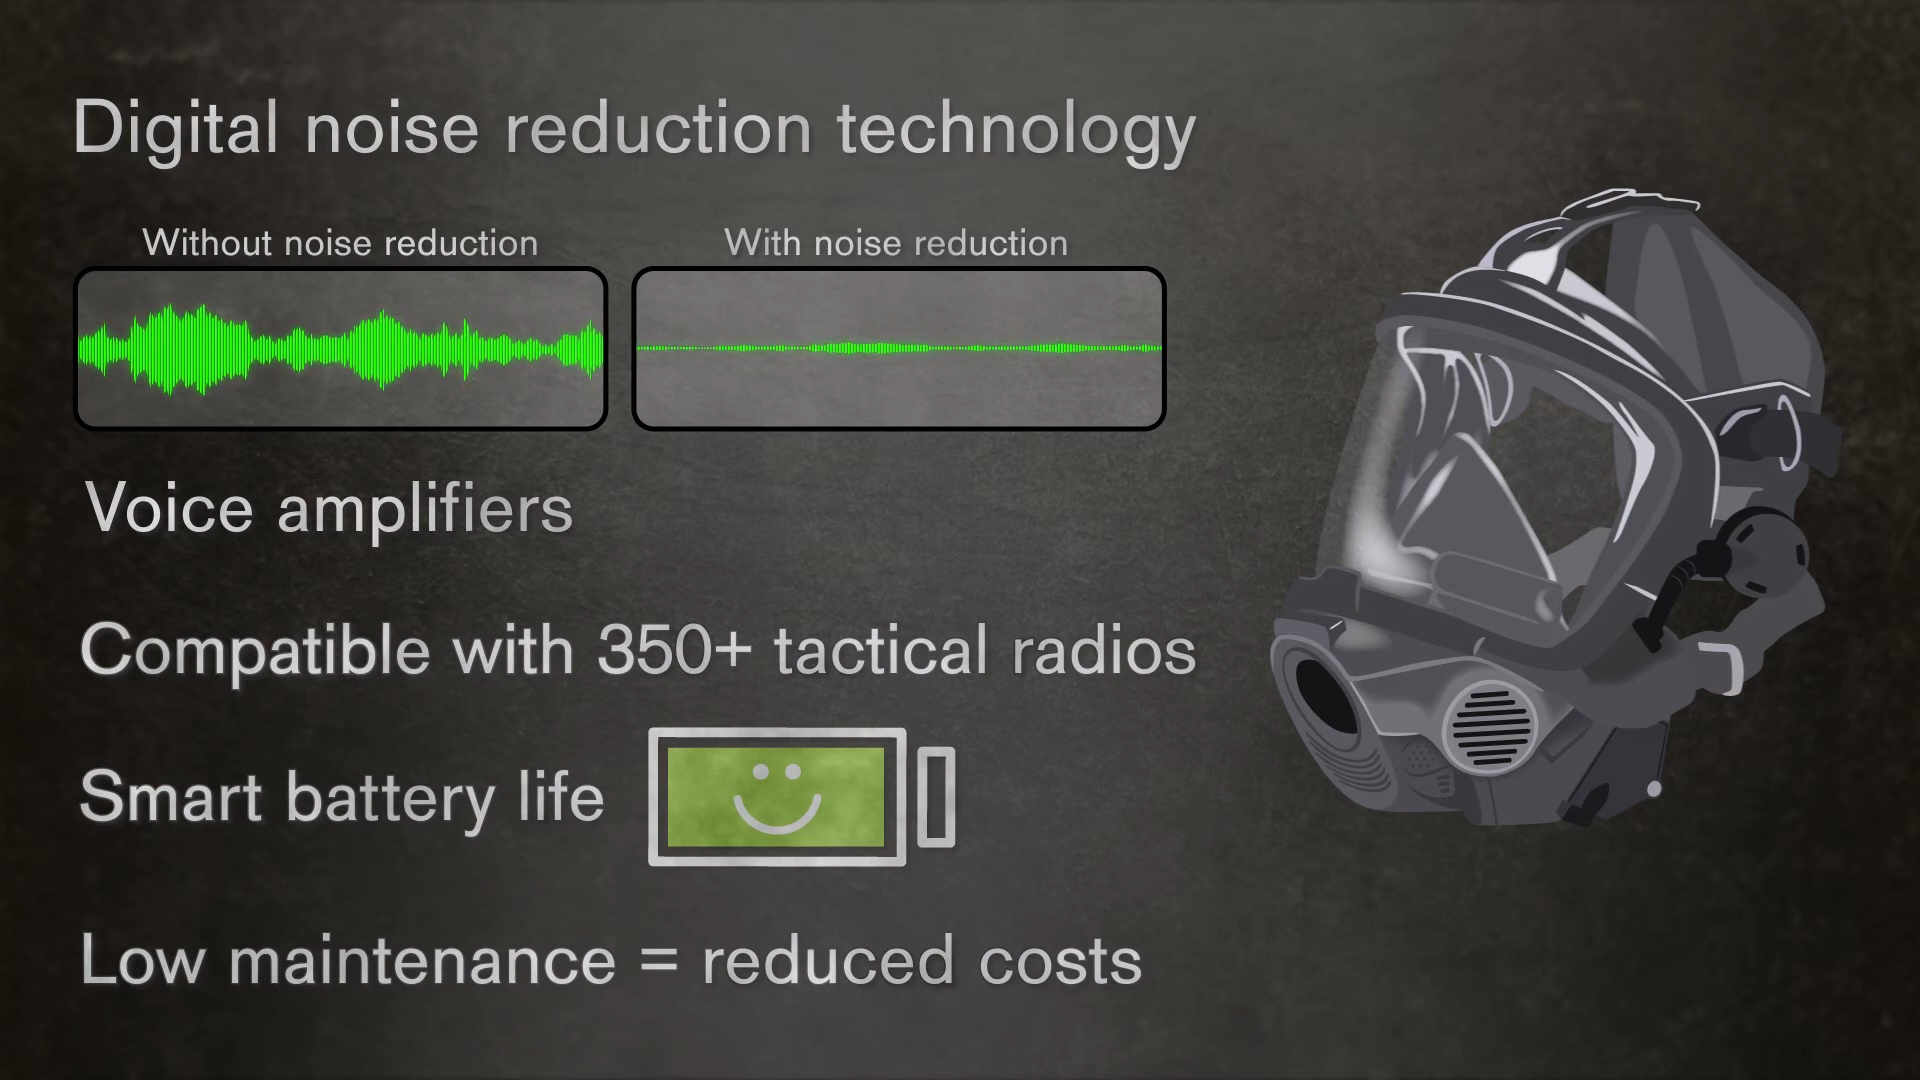 Digital noise reduction technology
Without noise reduction
With noise reduction
Voice amplifiers
Compatible with 350+ tactical radios
Smart battery life
Low maintenance = reduced costs